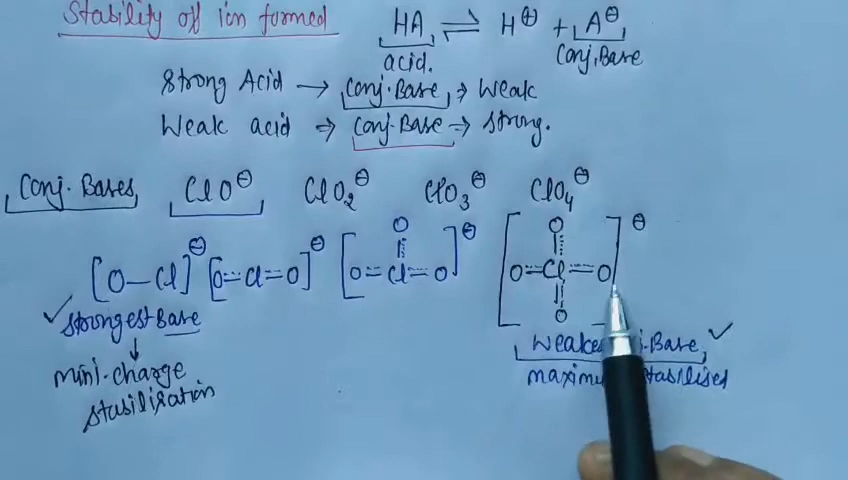 Stability of ion formed
HA ⇌ H⊕ + A⊖
acid. Conj. Base
Strong Acid → Conj. Base, → Weak
Weak acid → Conj. Base → strong.
Conj. Bases ClO⊖ ClO2⊖ ClO3⊖ ClO4⊖
O O
[O—Cl]⊖ [O=Cl=O]⊖ [O=Cl=O]⊖ [O=Cl=O]⊖
O
✓ strongest Base
mini. charge
stabilisation
Base, ✓